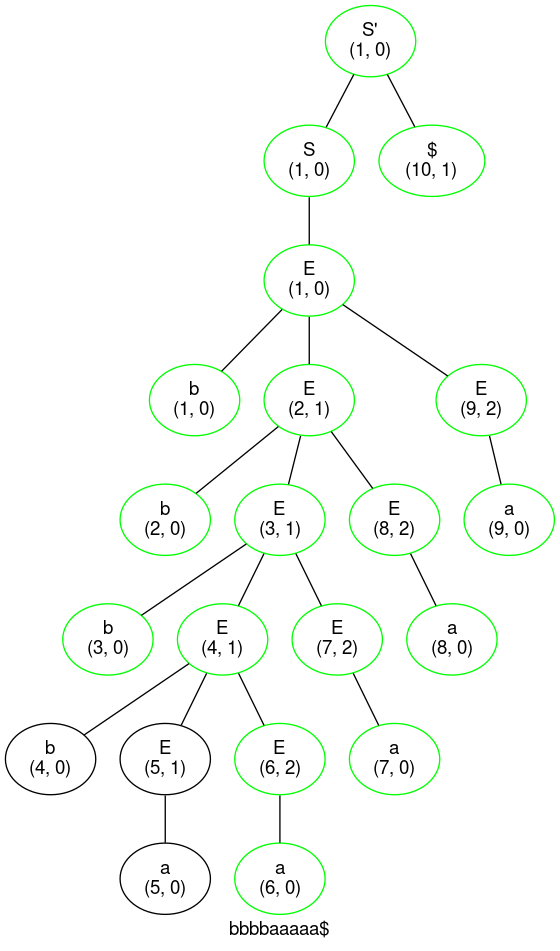 S'
(1, 0)
S
(1, 0)
$
(10, 1)
E
(1, 0)
b
(1, 0)
E
(2, 1)
E
(9, 2)
b
(2, 0)
E
(3, 1)
E
(8, 2)
a
(9, 0)
b
(3, 0)
E
(4, 1)
E
(7, 2)
a
(8, 0)
b
(4, 0)
E
(5, 1)
E
(6, 2)
a
(7, 0)
a
(5, 0)
a
(6, 0)
bbbbaaaaa$